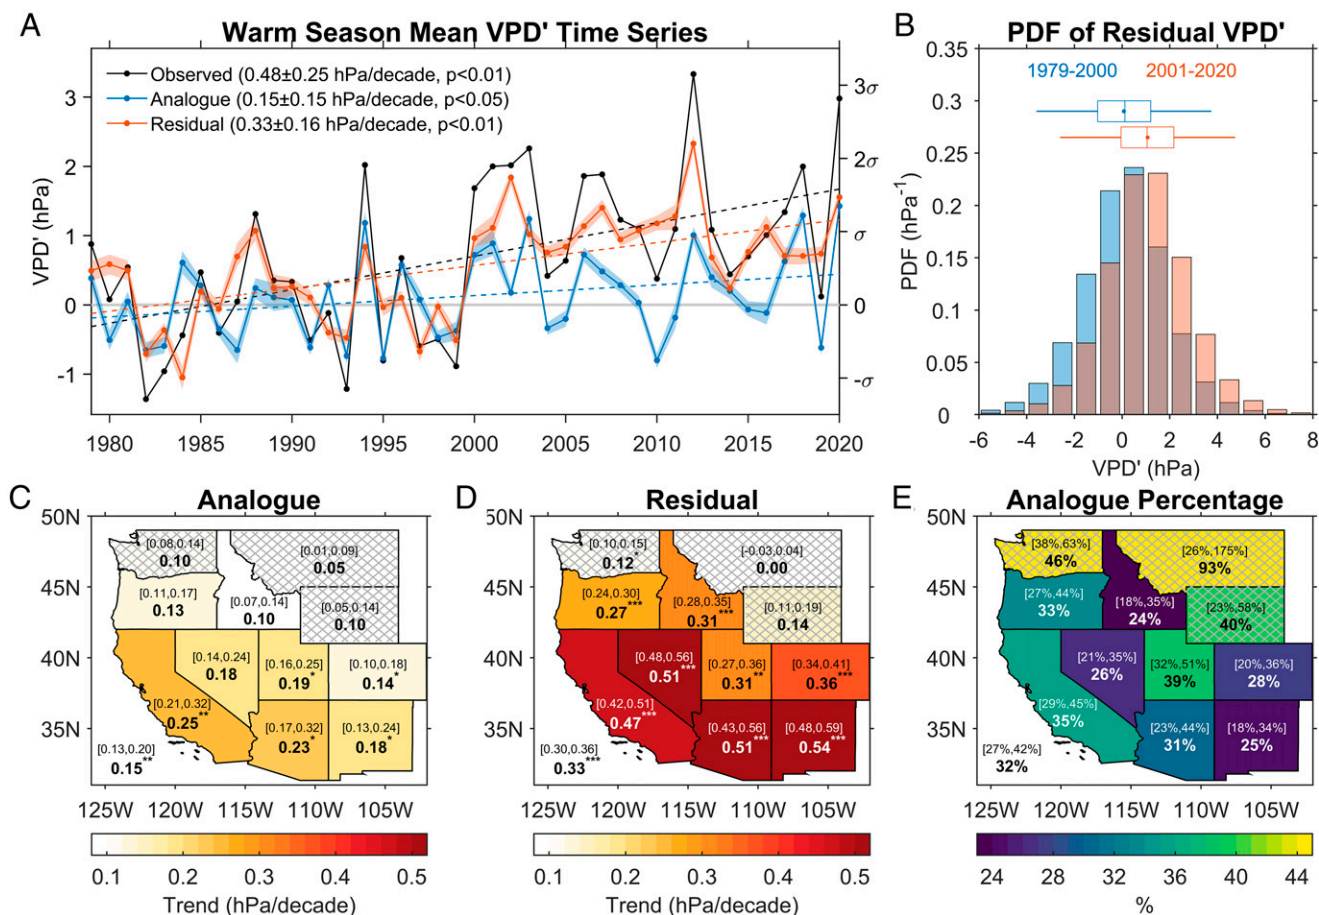 A
Warm Season Mean VPD' Time Series
Observed (0.48±0.25 hPa/decade, p<0.01)
Analogue (0.15±0.15 hPa/decade, p<0.05)
Residual (0.33±0.16 hPa/decade, p<0.01)
VPD' (hPa)
3
2
1
0
-1
3σ
2σ
σ
0
-σ
1980 1985 1990 1995 2000 2005 2010 2015 2020
B
PDF of Residual VPD'
1979-2000 2001-2020
PDF (hPa-1)
0.35
0.3
0.25
0.2
0.15
0.1
0.05
0
-6 -4 -2 0 2 4 6 8
VPD' (hPa)
C
Analogue
50N
45N
40N
35N
[0.08,0.14]
0.10
[0.01,0.09]
0.05
[0.11,0.17]
0.13
[0.07,0.14]
0.10
[0.05,0.14]
0.10
[0.14,0.24]
0.18
[0.16,0.25]
0.19*
[0.10,0.18]
0.14*
[0.21,0.32]
0.25**
[0.17,0.32]
0.23*
[0.13,0.24]
0.18*
[0.13,0.20]
0.15**
125W 120W 115W 110W 105W
0.1 0.2 0.3 0.4 0.5
Trend (hPa/decade)
D
Residual
50N
45N
40N
35N
[0.10,0.15]
0.12*
[-0.03,0.04]
0.00
[0.24,0.30]
0.27***
[0.28,0.35]
0.31***
[0.11,0.19]
0.14
[0.48,0.56]
0.51***
[0.27,0.36]
0.31**
[0.34,0.41]
0.36***
[0.42,0.51]
0.47***
[0.43,0.56]
0.51***
[0.48,0.59]
0.54***
[0.30,0.36]
0.33***
125W 120W 115W 110W 105W
0.1 0.2 0.3 0.4 0.5
Trend (hPa/decade)
E
Analogue Percentage
50N
45N
40N
35N
[38%,63%]
46%
[26%,175%]
93%
[27%,44%]
33%
[18%,35%]
24%
[23%,58%]
40%
[21%,35%]
26%
[32%,51%]
39%
[20%,36%]
28%
[29%,45%]
35%
[23%,44%]
31%
[18%,34%]
25%
[27%,42%]
32%
125W 120W 115W 110W 105W
24 28 32 36 40 44
%